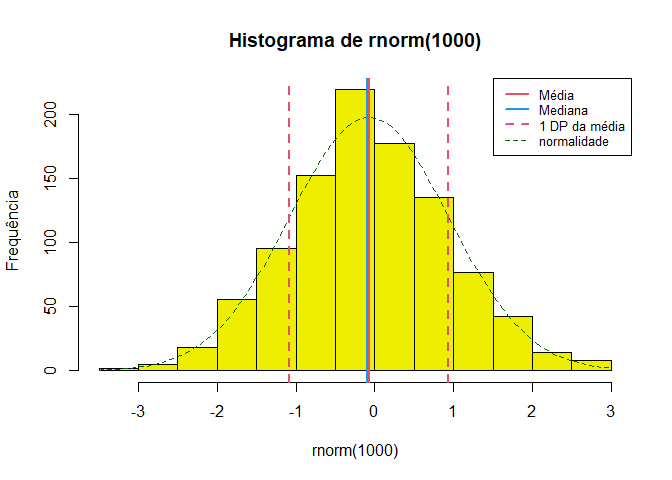 Histograma de rnorm(1000)
Média
Mediana
1 DP da média
normalidade
Frequência
200
150
100
50
0
-3 -2 -1 0 1 2 3
rnorm(1000)